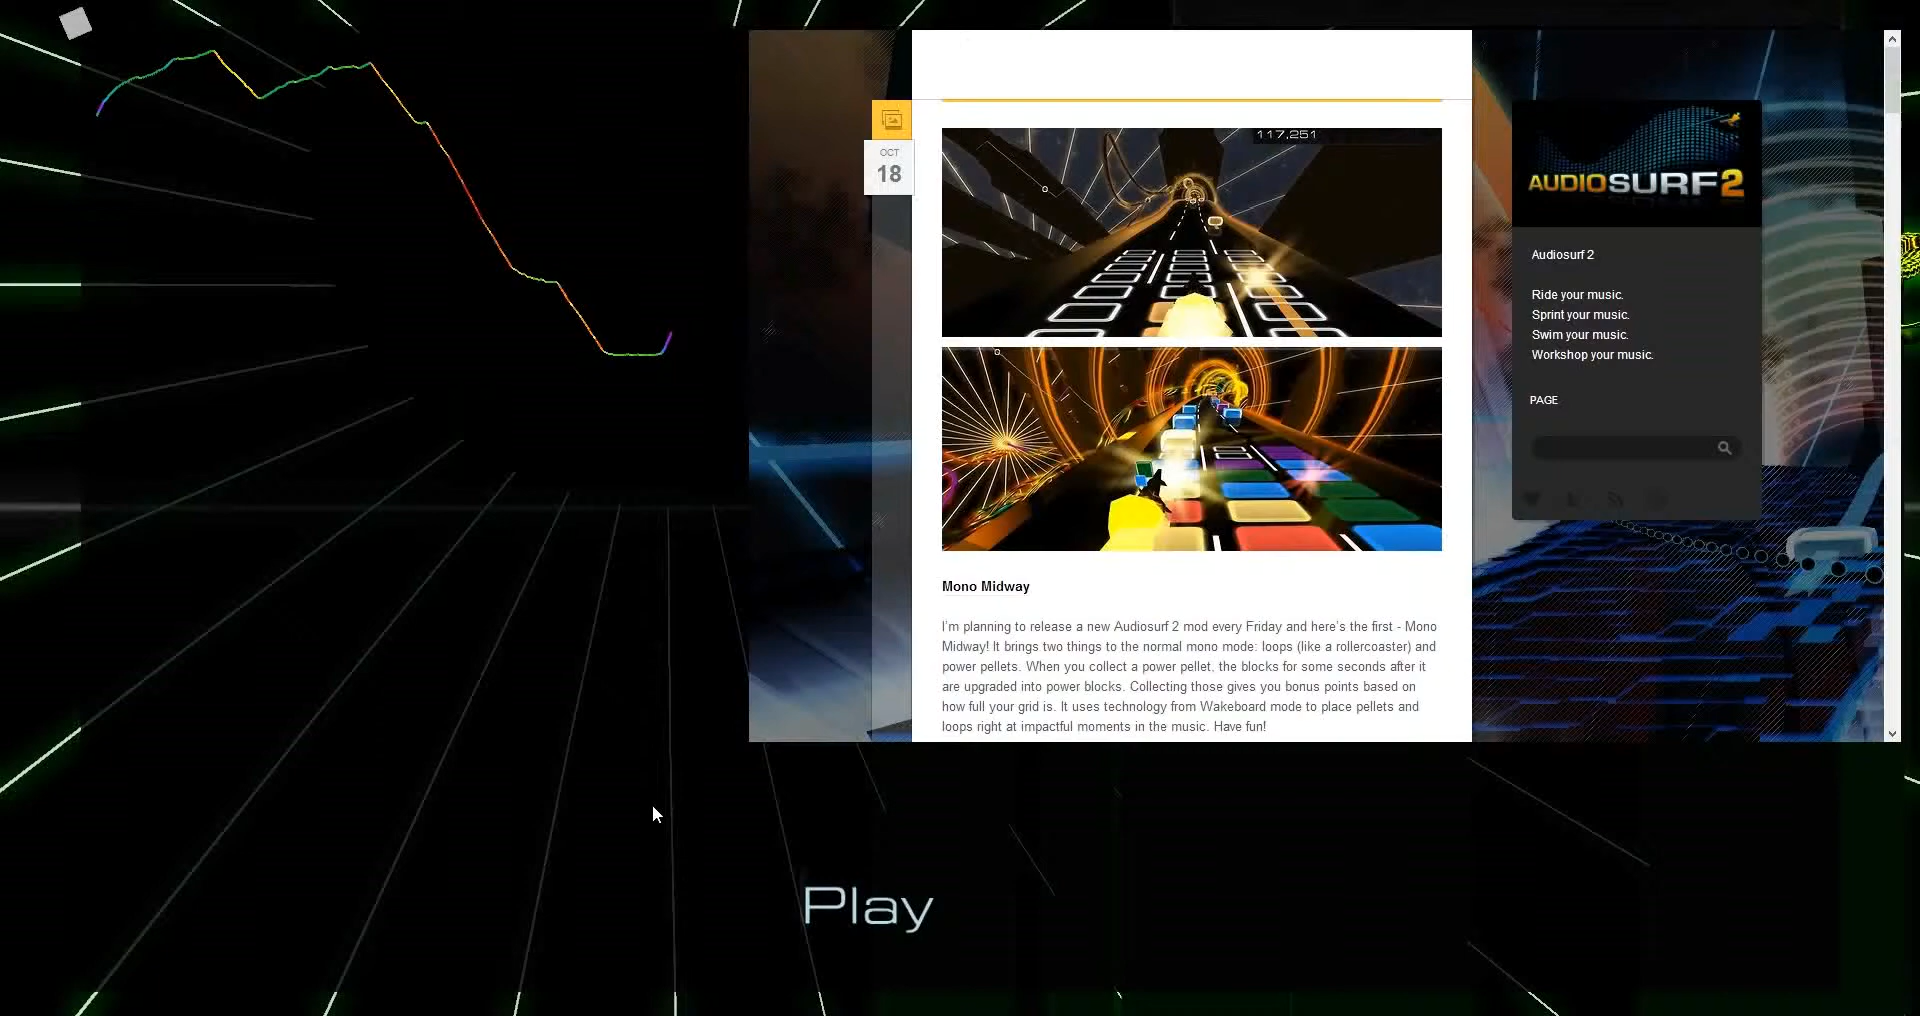 117,251
OCT
18
AUDIOSURF2
Audiosurf 2
Ride your music.
Sprint your music.
Swim your music.
Workshop your music.
PAGE
Mono Midway
I'm planning to release a new Audiosurf 2 mod every Friday and here's the first - Mono
Midway! It brings two things to the normal mono mode: loops (like a rollercoaster) and
power pellets. When you collect a power pellet, the blocks for some seconds after it
are upgraded into power blocks. Collecting those gives you bonus points based on
how full your grid is. It uses technology from Wakeboard mode to place pellets and
loops right at impactful moments in the music. Have fun!
Play